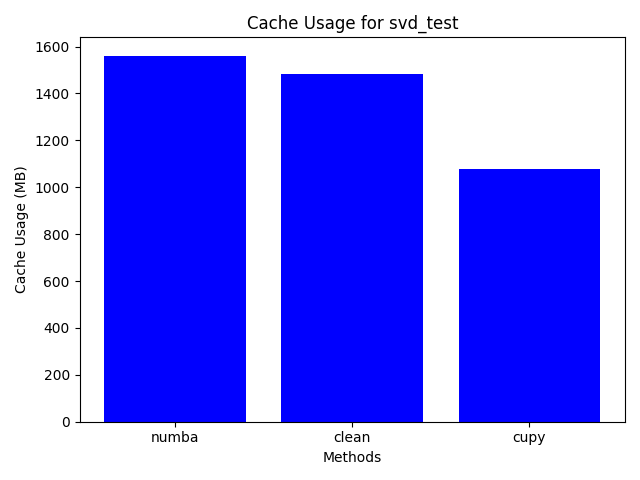 Cache Usage for svd_test
Cache Usage (MB)
1600
1400
1200
1000
800
600
400
200
0
numba
clean
cupy
Methods